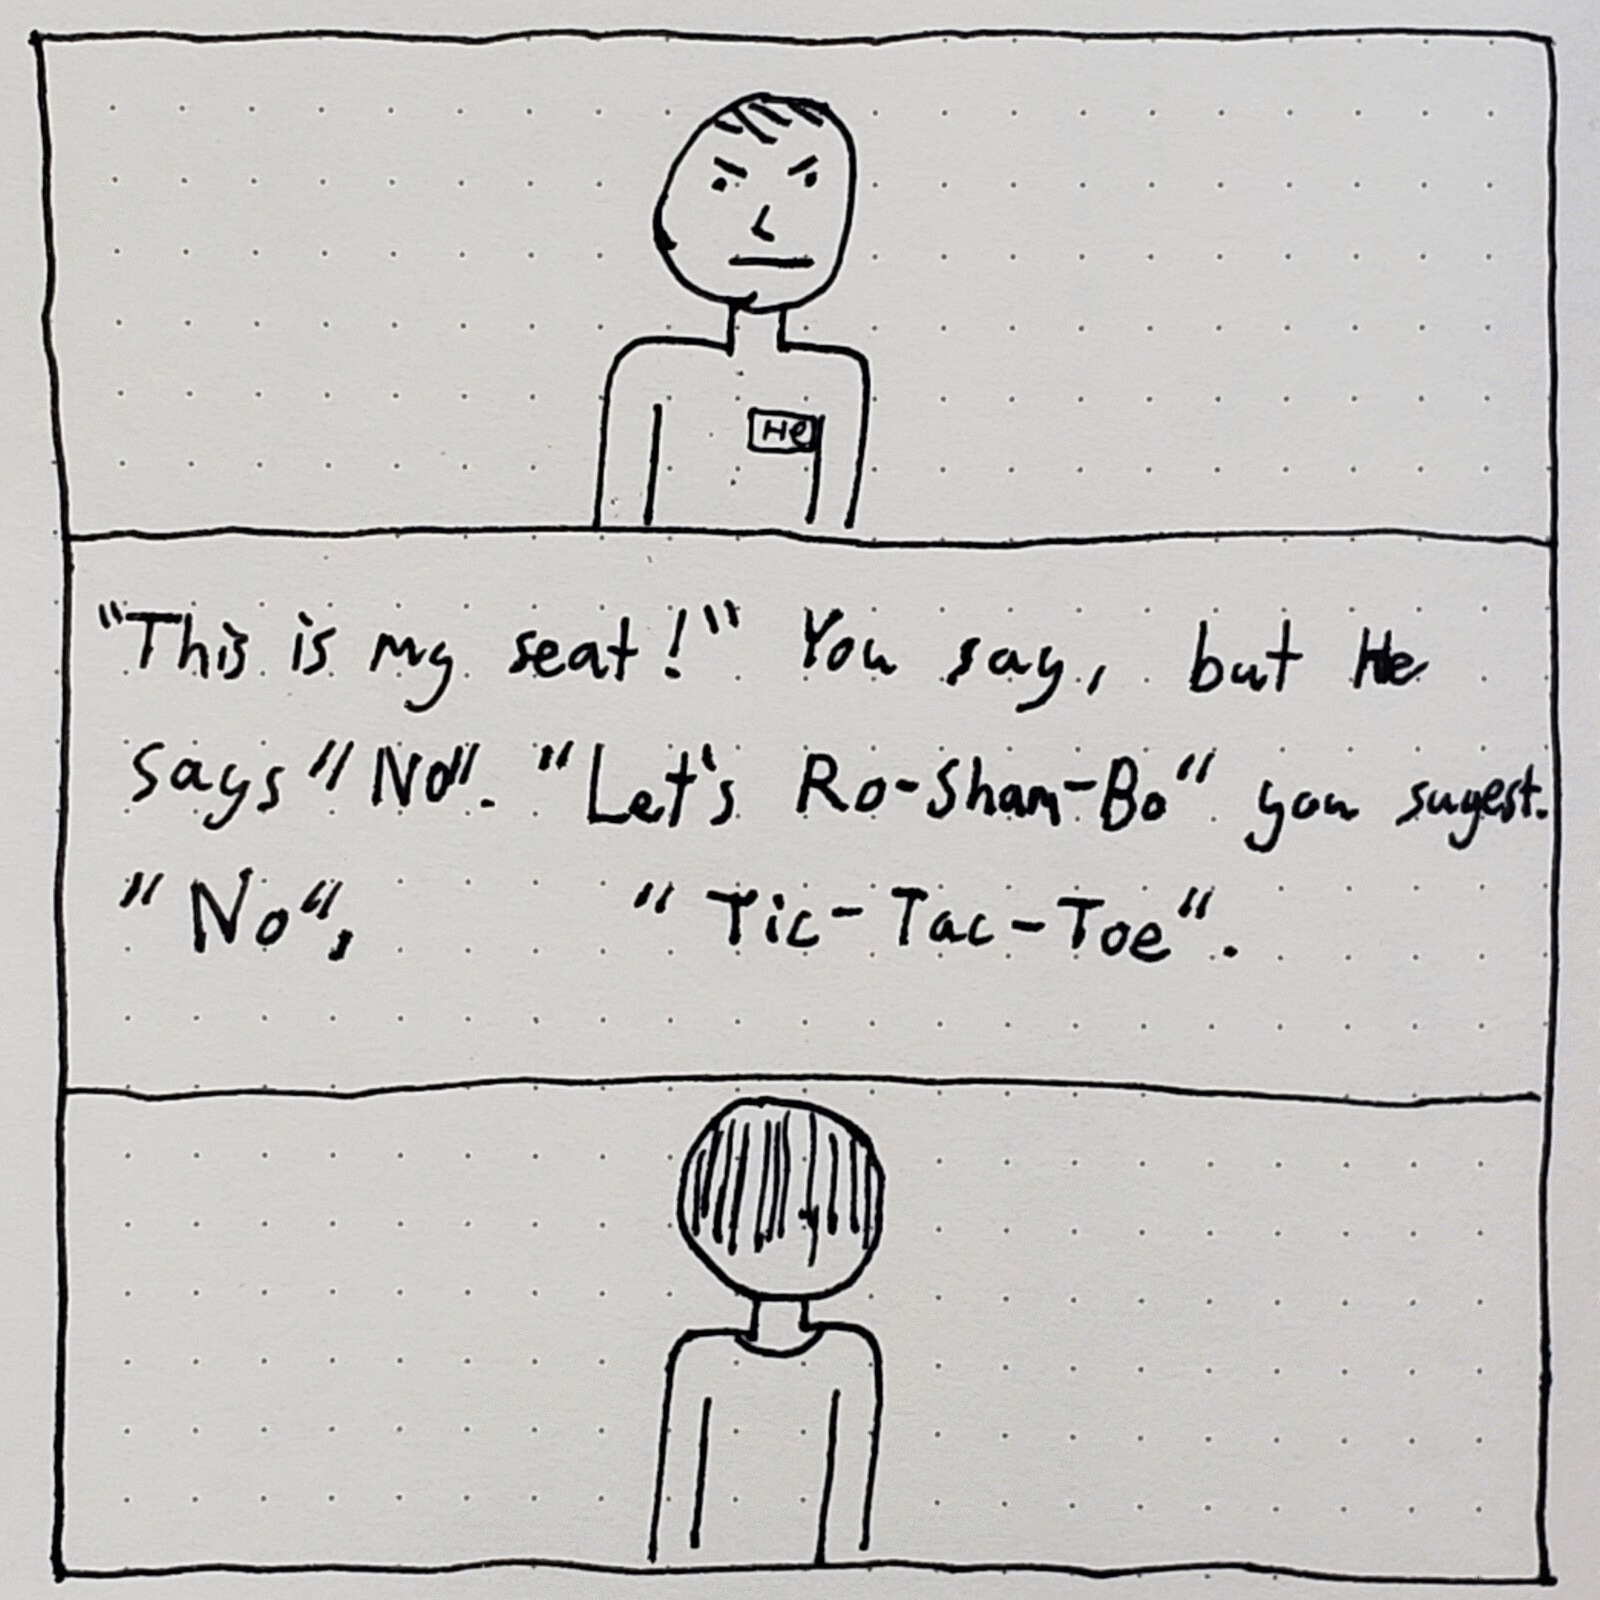 He
"This is my seat!" You say, but He
says "No". "Let's Ro-Sham-Bo" you sugest.
"No", "Tic-Tac-Toe".